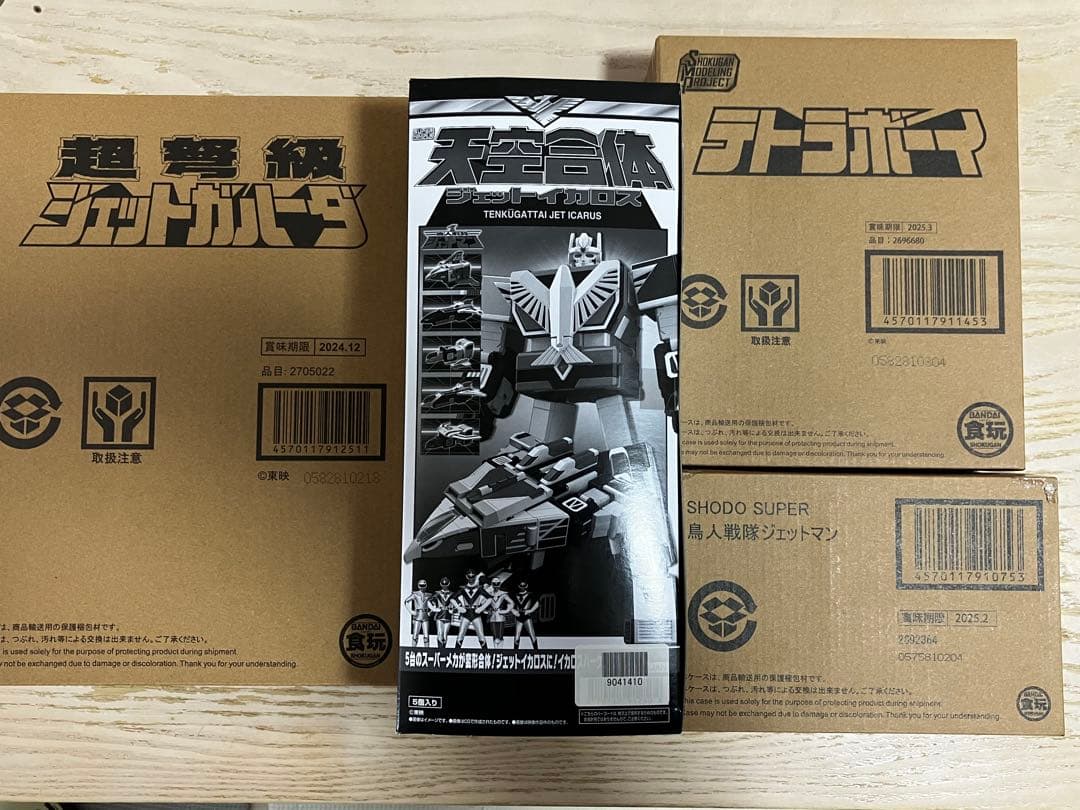 超弩級
ジェットガルーダ
賞味期限 2024.12
品目: 2705022
4570117912511
©東映 0582810218
取扱注意
は、商品輸送用の保護梱包材です。
は、つぶれ、汚れ等による交換は出来ません。ご了承ください。
is used solely for the purpose of protecting product during shipment
not be exchanged due to damage or discoloration. Thank you for your understanding.
BANDAI
食玩
SHOKUGAN
天空合体
ジェットイカロス
TENKŪGATTAI JET ICARUS
5台のスーパーメカが変形合体!ジェットイカロスに!イカロスハー
9041410
5個入り
©東映
SHOKUGAN
MODELING
PROJECT
テトラボーイ
賞味期限 2025.3
品目: 2696680
4570117911453
©東映
0582810304
取扱注意
ースは、商品輸送用の保護梱包材です。
ースは、つぶれ、汚れ等による交換は出来ません。ご了承ください。
case is used solely for the purpose of protecting product during shipment.
may not be exchanged due to damage or discoloration. Thank you for your understanding.
BANDAI
食玩
SHOKUGAN
SHODO SUPER
鳥人戦隊ジェットマン
4570117910753
賞味期限 2025.2
2692364
0575810204
ケースは、商品輸送用の保護梱包材です。
ケースは、つぶれ、汚れ等による交換は出来ません。ご了承ください。
his case is used solely for the purpose of protecting product during shipment.
ase may not be exchanged due to damage or discoloration. Thank you for your understanding.
BANDAI
食玩
SHOKUGAN